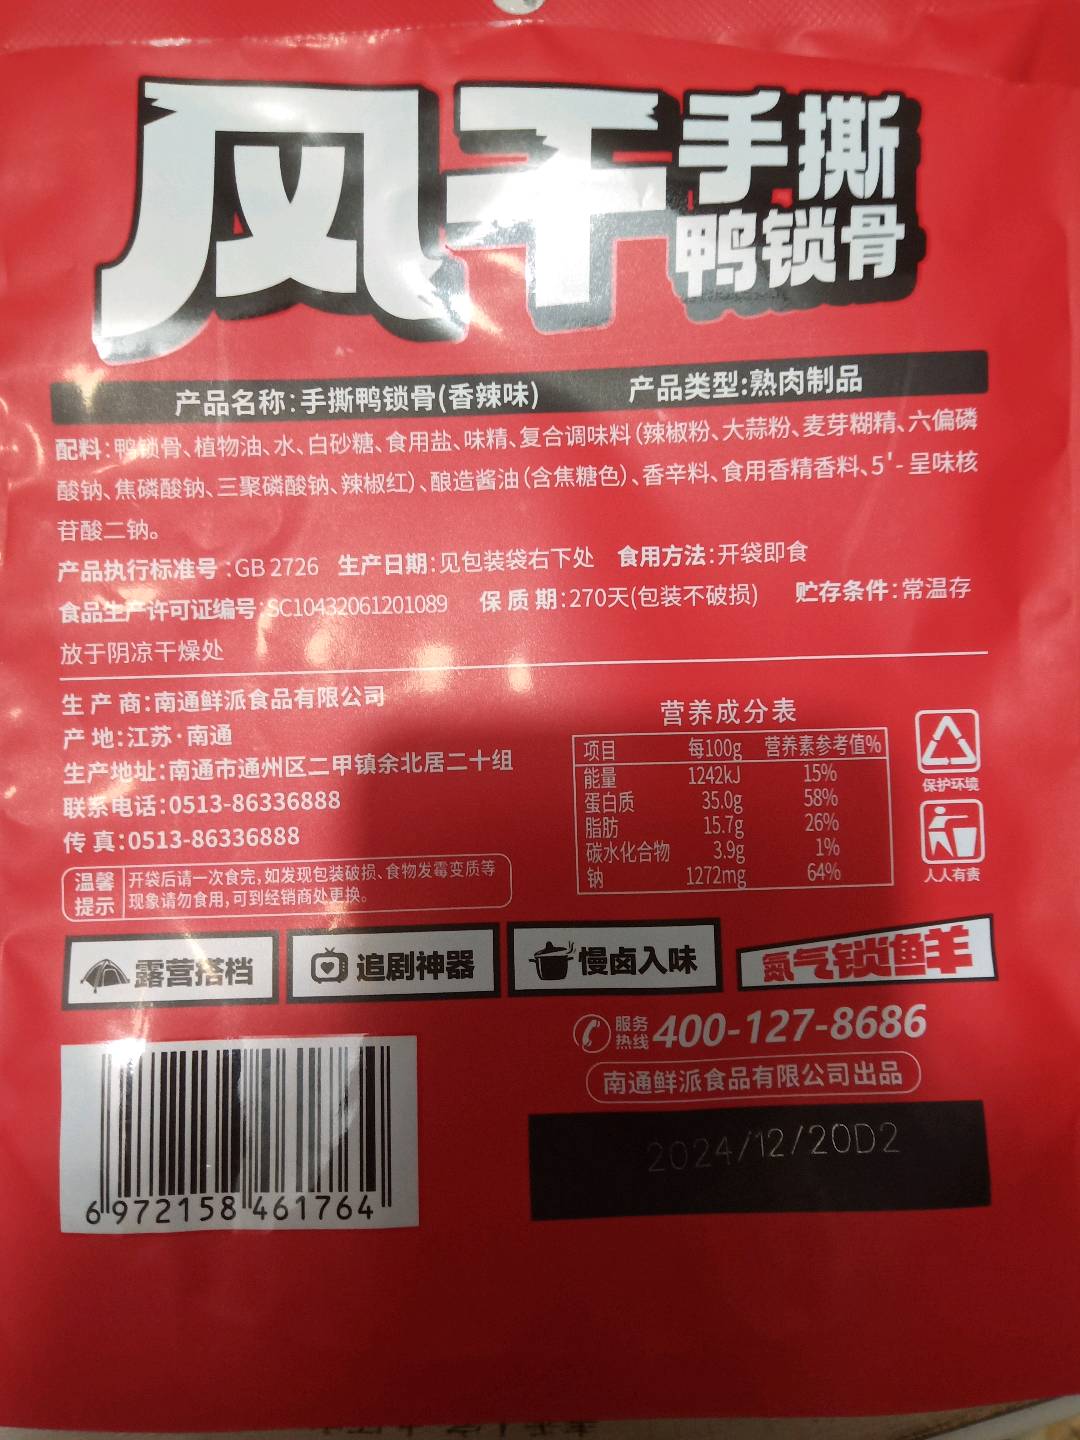 风干手撕
鸭锁骨
产品名称:手撕鸭锁骨(香辣味) 产品类型:熟肉制品
配料:鸭锁骨、植物油、水、白砂糖、食用盐、味精、复合调味料(辣椒粉、大蒜粉、麦芽糊精、六偏磷
酸钠、焦磷酸钠、三聚磷酸钠、辣椒红)、酿造酱油(含焦糖色)、香辛料、食用香精香料、5'-呈味核
苷酸二钠。
产品执行标准号:GB 2726 生产日期:见包装袋右下处 食用方法:开袋即食
食品生产许可证编号:SC10432061201089 保质期:270天(包装不破损) 贮存条件:常温存
放于阴凉干燥处
生产商:南通鲜派食品有限公司
产地:江苏·南通
生产地址:南通市通州区二甲镇余北居二十组
联系电话:0513-86336888
传真:0513-86336888
温馨提示 开袋后请一次食完,如发现包装破损、食物发霉变质等
现象请勿食用,可到经销商处更换。
营养成分表
项目 每100g 营养素参考值%
能量 1242kJ 15%
蛋白质 35.0g 58%
脂肪 15.7g 26%
碳水化合物 3.9g 1%
钠 1272mg 64%
保护环境
人人有责
露营搭档 追剧神器 慢卤入味 氮气锁鲜
服务热线 400-127-8686
南通鲜派食品有限公司出品
2024/12/20D2
6 972158 461764